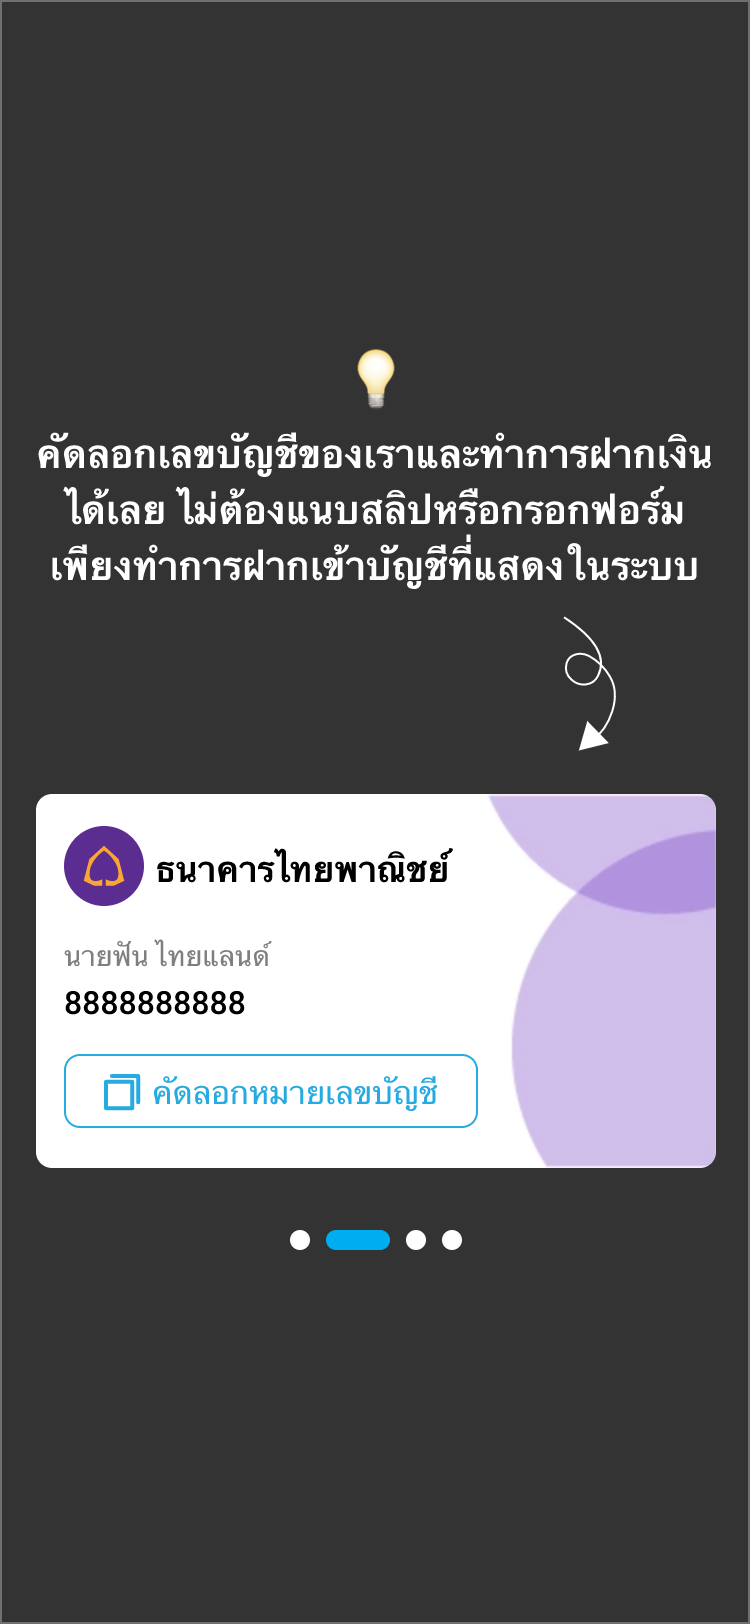 คัดลอกเลขบัญชีของเราและทำการฝากเงิน
ได้เลย ไม่ต้องแนบสลิปหรือกรอกฟอร์ม
เพียงทำการฝากเข้าบัญชีที่แสดงในระบบ
ธนาคารไทยพาณิชย์
นายฟัน ไทยแลนด์
8888888888
คัดลอกหมายเลขบัญชี